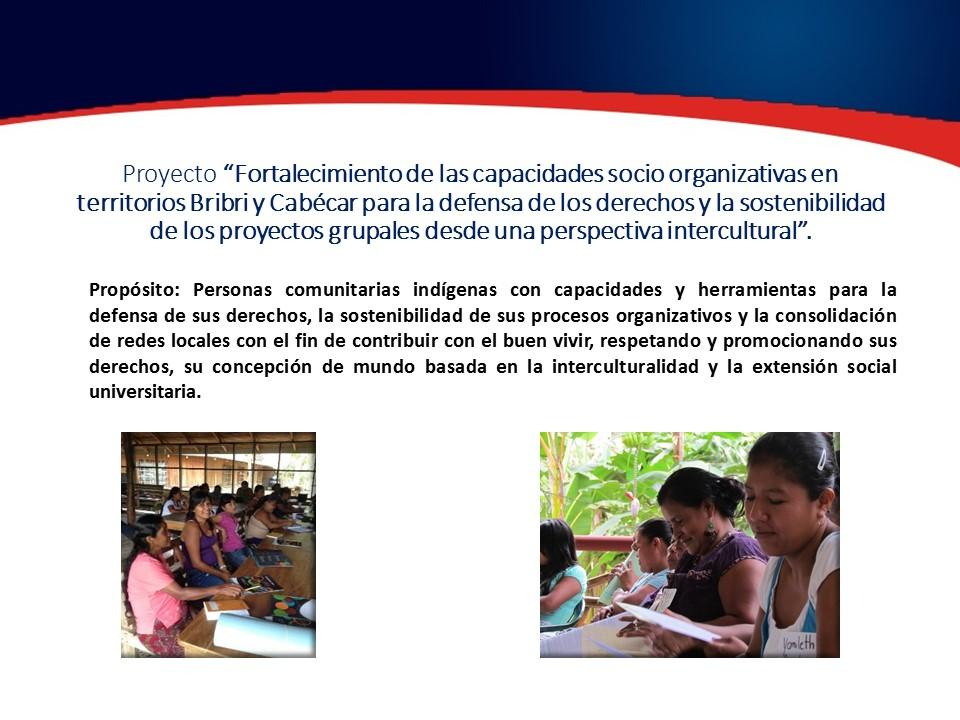 Proyecto “Fortalecimiento de las capacidades socio organizativas en
territorios Bribri y Cabécar para la defensa de los derechos y la sostenibilidad
de los proyectos grupales desde una perspectiva intercultural”.
Propósito: Personas comunitarias indígenas con capacidades y herramientas para la
defensa de sus derechos, la sostenibilidad de sus procesos organizativos y la consolidación
de redes locales con el fin de contribuir con el buen vivir, respetando y promocionando sus
derechos, su concepción de mundo basada en la interculturalidad y la extensión social
universitaria.
Yomleth